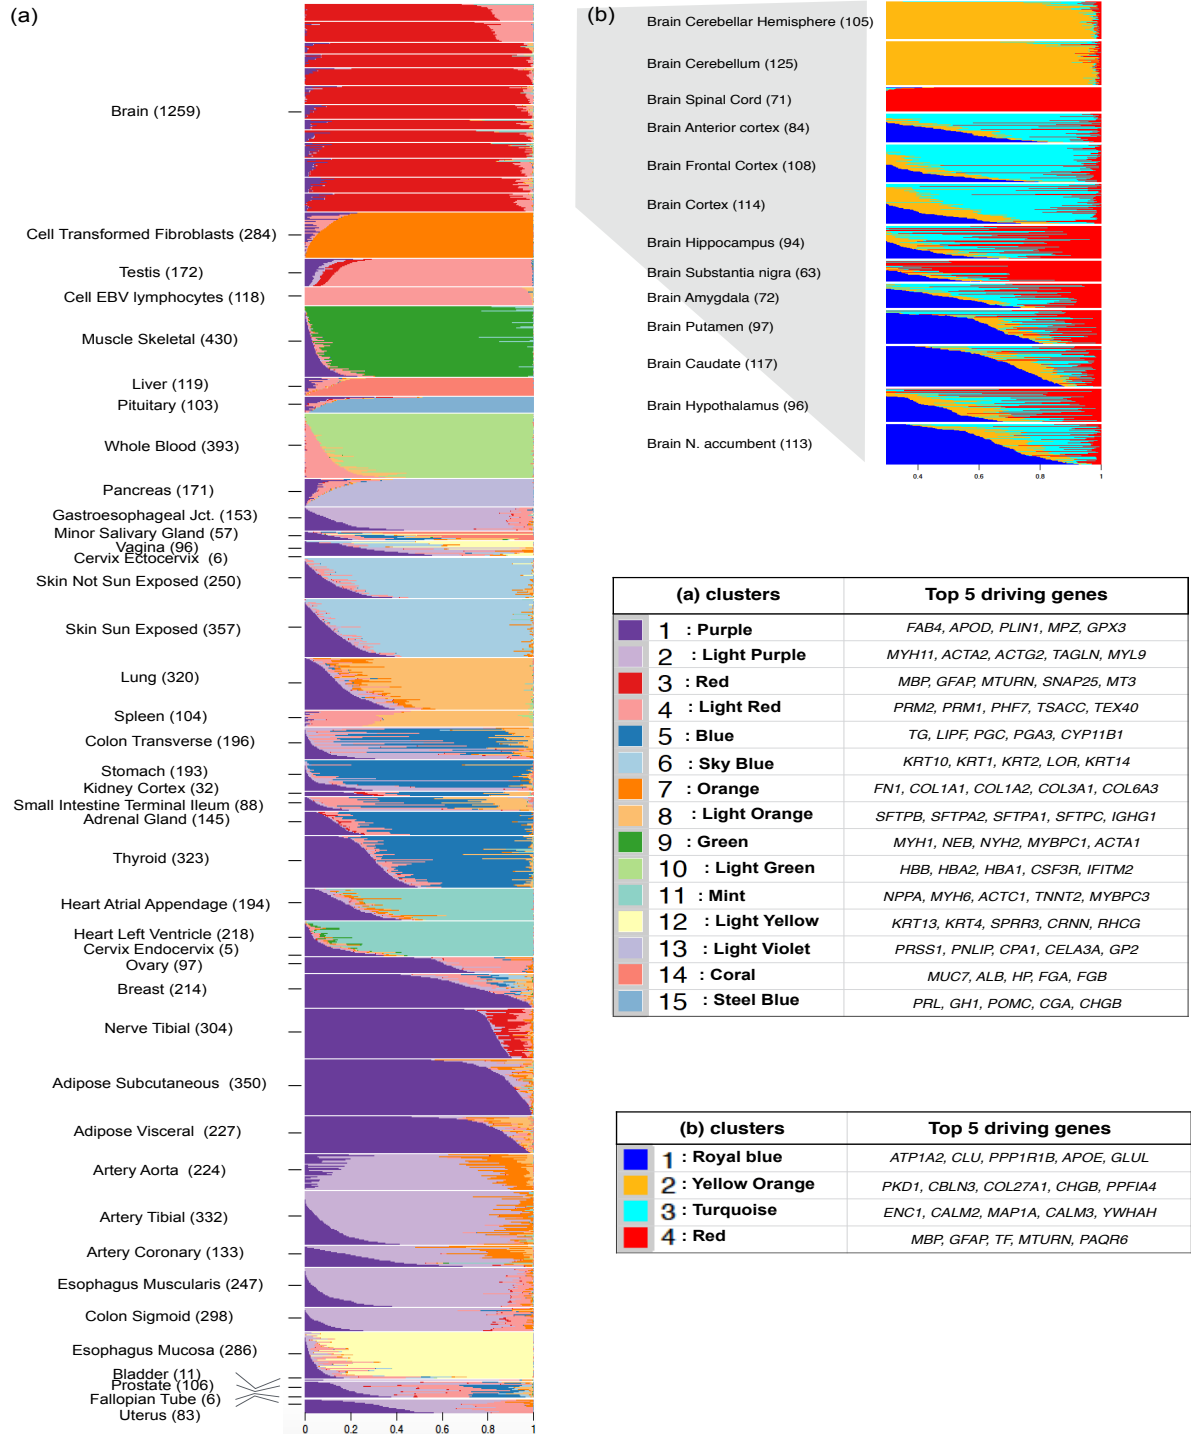 (a)
Brain (1259)
Cell Transformed Fibroblasts (284)
Testis (172)
Cell EBV lymphocytes (118)
Muscle Skeletal (430)
Liver (119)
Pituitary (103)
Whole Blood (393)
Pancreas (171)
Gastroesophageal Jct. (153)
Minor Salivary Gland (57)
Vagina (96)
Cervix Ectocervix (6)
Skin Not Sun Exposed (250)
Skin Sun Exposed (357)
Lung (320)
Spleen (104)
Colon Transverse (196)
Stomach (193)
Kidney Cortex (32)
Small Intestine Terminal Ileum (88)
Adrenal Gland (145)
Thyroid (323)
Heart Atrial Appendage (194)
Heart Left Ventricle (218)
Cervix Endocervix (5)
Ovary (97)
Breast (214)
Nerve Tibial (304)
Adipose Subcutaneous (350)
Adipose Visceral (227)
Artery Aorta (224)
Artery Tibial (332)
Artery Coronary (133)
Esophagus Muscularis (247)
Colon Sigmoid (298)
Esophagus Mucosa (286)
Bladder (11)
Prostate (106)
Fallopian Tube (6)
Uterus (83)
0 0.2 0.4 0.6 0.8 1
(b)
Brain Cerebellar Hemisphere (105)
Brain Cerebellum (125)
Brain Spinal Cord (71)
Brain Anterior cortex (84)
Brain Frontal Cortex (108)
Brain Cortex (114)
Brain Hippocampus (94)
Brain Substantia nigra (63)
Brain Amygdala (72)
Brain Putamen (97)
Brain Caudate (117)
Brain Hypothalamus (96)
Brain N. accumbent (113)
0.4 0.6 0.8 1
(a) clusters Top 5 driving genes
1 : Purple FAB4, APOD, PLIN1, MPZ, GPX3
2 : Light Purple MYH11, ACTA2, ACTG2, TAGLN, MYL9
3 : Red MBP, GFAP, MTURN, SNAP25, MT3
4 : Light Red PRM2, PRM1, PHF7, TSACC, TEX40
5 : Blue TG, LIPF, PGC, PGA3, CYP11B1
6 : Sky Blue KRT10, KRT1, KRT2, LOR, KRT14
7 : Orange FN1, COL1A1, COL1A2, COL3A1, COL6A3
8 : Light Orange SFTPB, SFTPA2, SFTPA1, SFTPC, IGHG1
9 : Green MYH1, NEB, NYH2, MYBPC1, ACTA1
10 : Light Green HBB, HBA2, HBA1, CSF3R, IFITM2
11 : Mint NPPA, MYH6, ACTC1, TNNT2, MYBPC3
12 : Light Yellow KRT13, KRT4, SPRR3, CRNN, RHCG
13 : Light Violet PRSS1, PNLIP, CPA1, CELA3A, GP2
14 : Coral MUC7, ALB, HP, FGA, FGB
15 : Steel Blue PRL, GH1, POMC, CGA, CHGB
(b) clusters Top 5 driving genes
1 : Royal blue ATP1A2, CLU, PPP1R1B, APOE, GLUL
2 : Yellow Orange PKD1, CBLN3, COL27A1, CHGB, PPFIA4
3 : Turquoise ENC1, CALM2, MAP1A, CALM3, YWHAH
4 : Red MBP, GFAP, TF, MTURN, PAQR6